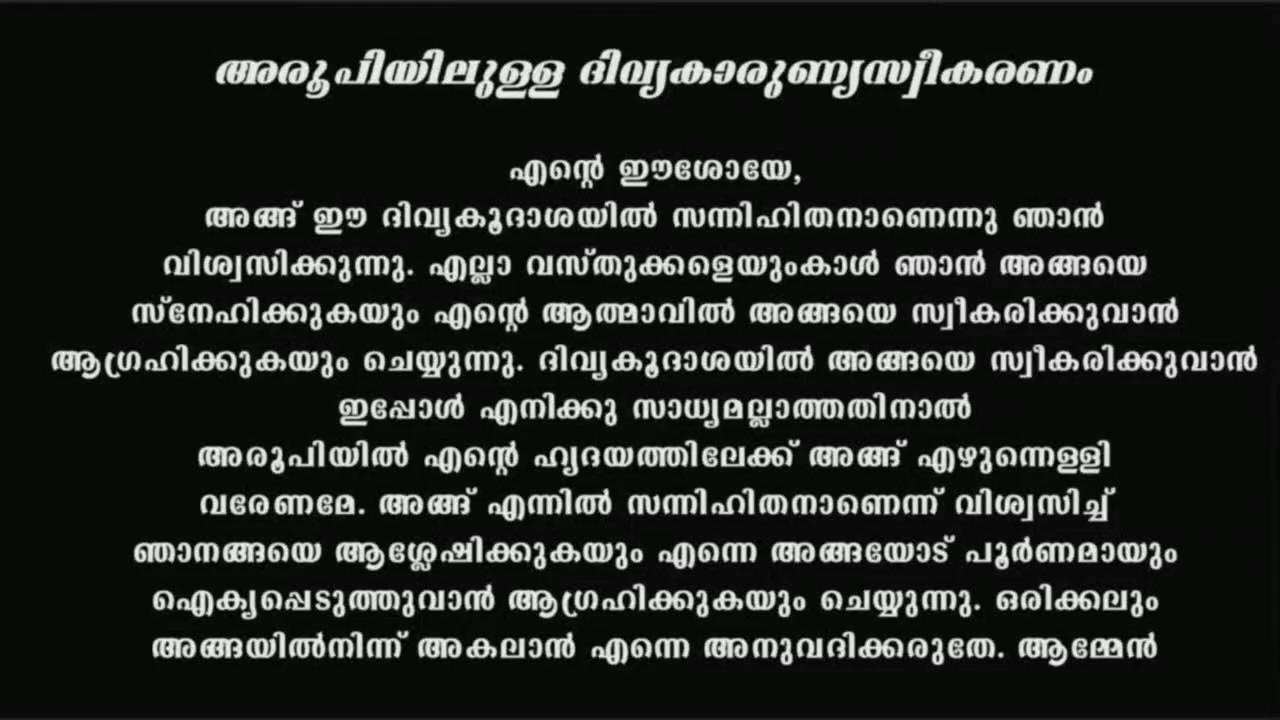 അരൂപിയിലുള്ള ദിവ്യകാരുണ്യസ്വീകരണം
എന്റെ ഈശോയേ,
അങ്ങ് ഈ ദിവ്യകൂദാശയിൽ സന്നിഹിതനാണെന്നു ഞാൻ
വിശ്വസിക്കുന്നു. എല്ലാ വസ്തുക്കളെയുംകാൾ ഞാൻ അങ്ങയെ
സ്നേഹിക്കുകയും എന്റെ ആത്മാവിൽ അങ്ങയെ സ്വീകരിക്കുവാൻ
ആഗ്രഹിക്കുകയും ചെയ്യുന്നു. ദിവ്യകൂദാശയിൽ അങ്ങയെ സ്വീകരിക്കുവാൻ
ഇപ്പോൾ എനിക്കു സാധ്യമല്ലാത്തതിനാൽ
അരൂപിയിൽ എന്റെ ഹൃദയത്തിലേക്ക് അങ്ങ് എഴുന്നെള്ളി
വരേണമേ. അങ്ങ് എന്നിൽ സന്നിഹിതനാണെന്ന് വിശ്വസിച്ച്
ഞാനങ്ങയെ ആശ്ലേഷിക്കുകയും എന്നെ അങ്ങയോട് പൂർണമായും
ഐക്യപ്പെടുത്തുവാൻ ആഗ്രഹിക്കുകയും ചെയ്യുന്നു. ഒരിക്കലും
അങ്ങയിൽനിന്ന് അകലാൻ എന്നെ അനുവദിക്കരുതേ. ആമ്മേൻ